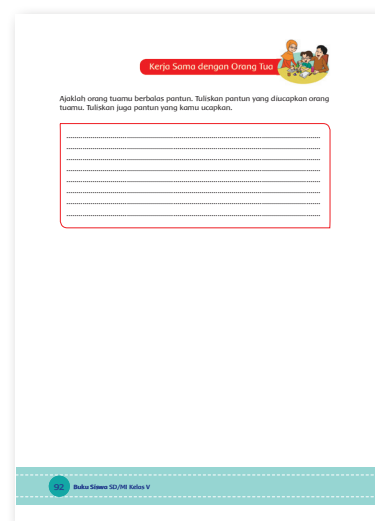 Kerja Sama dengan Orang Tua
Ajaklah orang tuamu berbalas pantun. Tuliskan pantun yang diucapkan orang
tuamu. Tuliskan juga pantun yang kamu ucapkan.
92 Buku Siswa SD/MI Kelas V